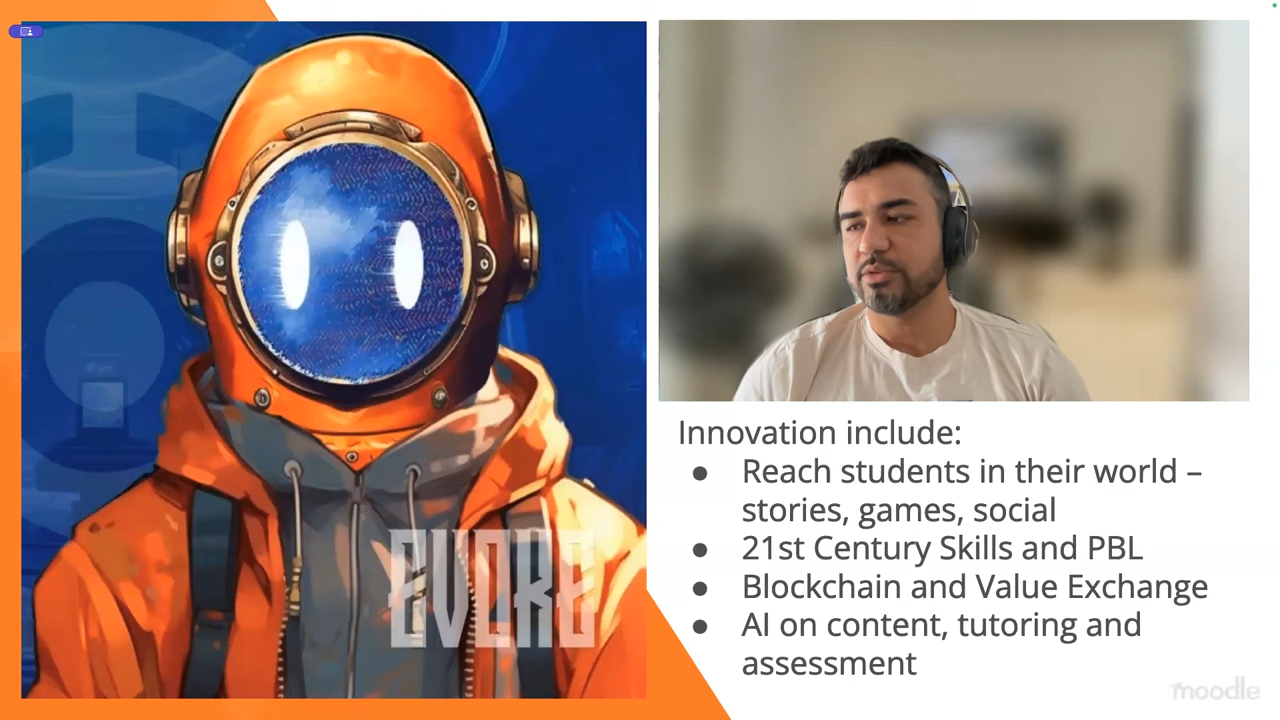 EVOKE
Innovation include:
● Reach students in their world –
stories, games, social
● 21st Century Skills and PBL
● Blockchain and Value Exchange
● AI on content, tutoring and
assessment
moodle